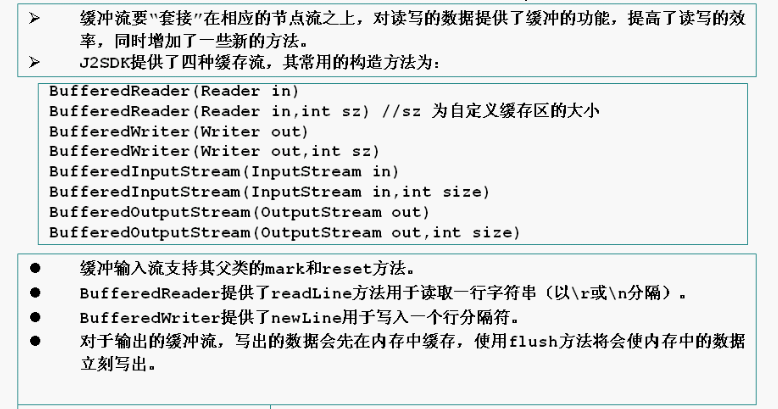 ➢ 缓冲流要“套接”在相应的节点流之上，对读写的数据提供了缓冲的功能，提高了读写的效
率，同时增加了一些新的方法。
➢ J2SDK提供了四种缓存流，其常用的构造方法为：
BufferedReader(Reader in)
BufferedReader(Reader in,int sz) //sz 为自定义缓存区的大小
BufferedWriter(Writer out)
BufferedWriter(Writer out,int sz)
BufferedInputStream(InputStream in)
BufferedInputStream(InputStream in,int size)
BufferedOutputStream(OutputStream out)
BufferedOutputStream(OutputStream out,int size)
● 缓冲输入流支持其父类的mark和reset方法。
● BufferedReader提供了readLine方法用于读取一行字符串（以\r或\n分隔）。
● BufferedWriter提供了newLine用于写入一个行分隔符。
● 对于输出的缓冲流，写出的数据会先在内存中缓存，使用flush方法将会使内存中的数据
立刻写出。